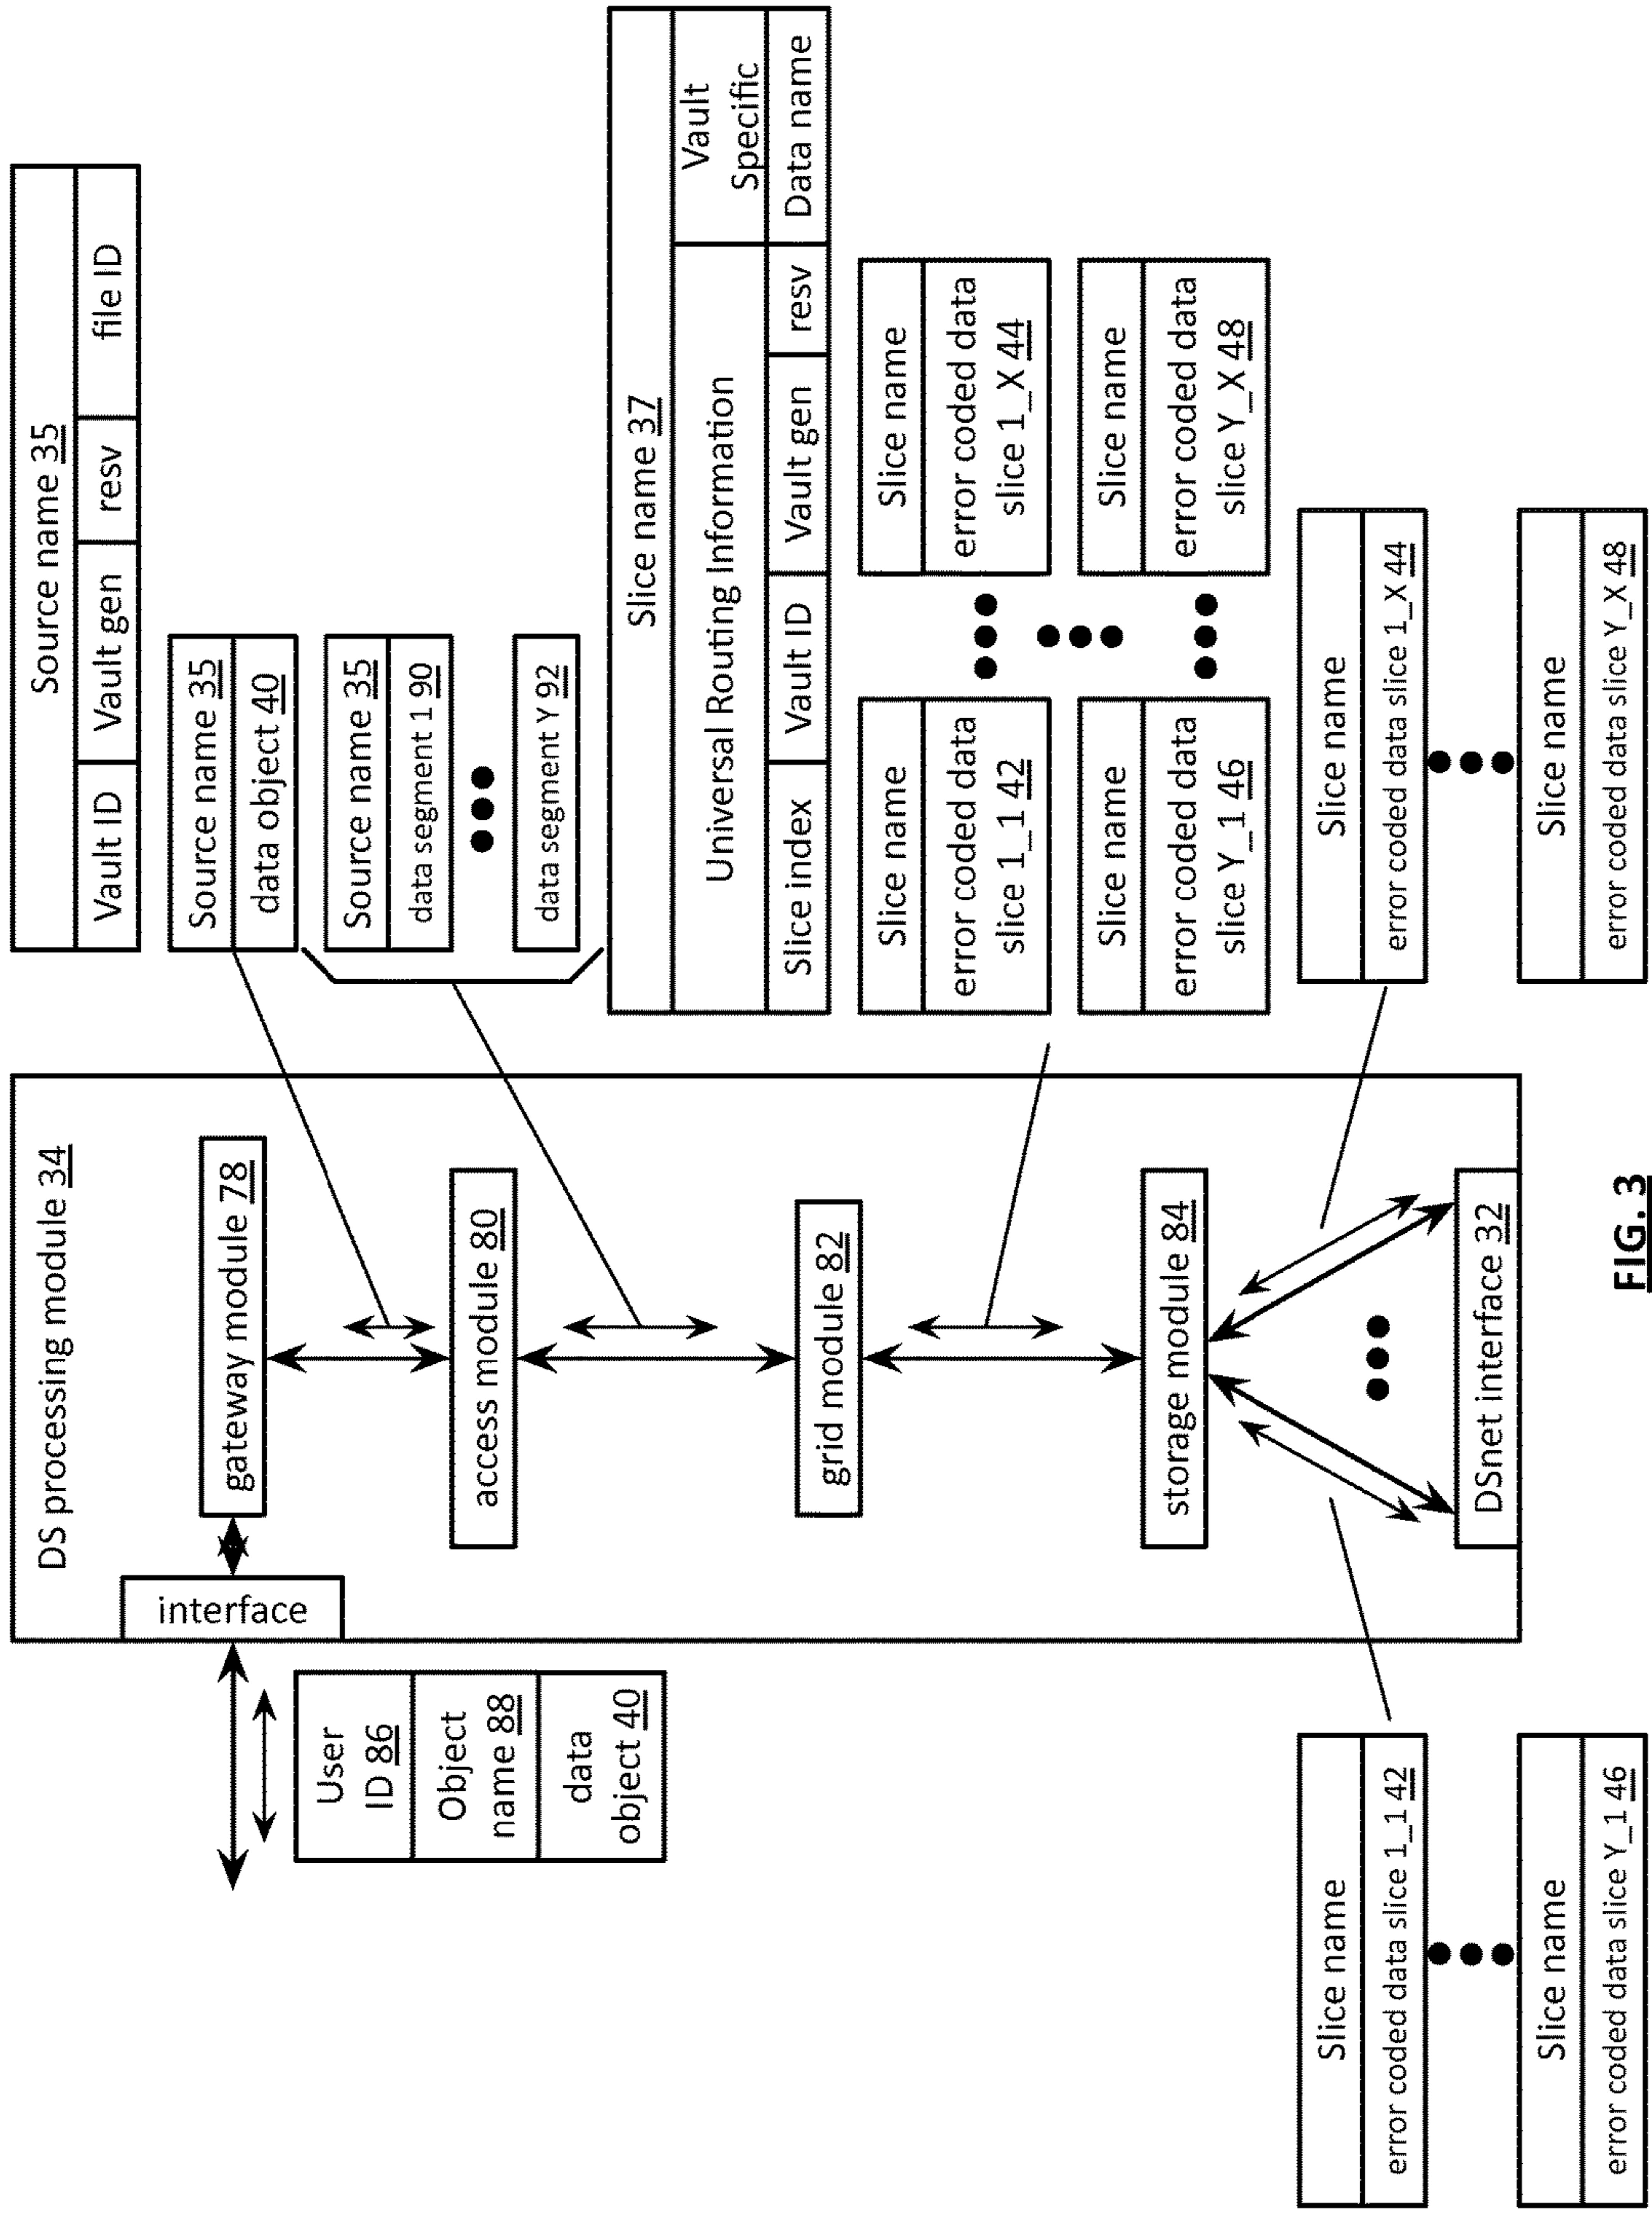 DS processing module 34
interface
gateway module 78
access module 80
grid module 82
storage module 84
DSnet interface 32
User
ID 86
Object
name 88
data
object 40
Source name 35
Vault ID
Vault gen
resv
file ID
Source name 35
data object 40
Source name 35
data segment 1 90
data segment Y 92
Slice name 37
Universal Routing Information
Vault
Specific
Slice index
Vault ID
Vault gen
resv
Data name
Slice name
error coded data
slice 1_1 42
Slice name
error coded data
slice 1_X 44
Slice name
error coded data
slice Y_1 46
Slice name
error coded data
slice Y_X 48
Slice name
error coded data slice 1_1 42
Slice name
error coded data slice Y_1 46
Slice name
error coded data slice 1_X 44
Slice name
error coded data slice Y_X 48
FIG. 3